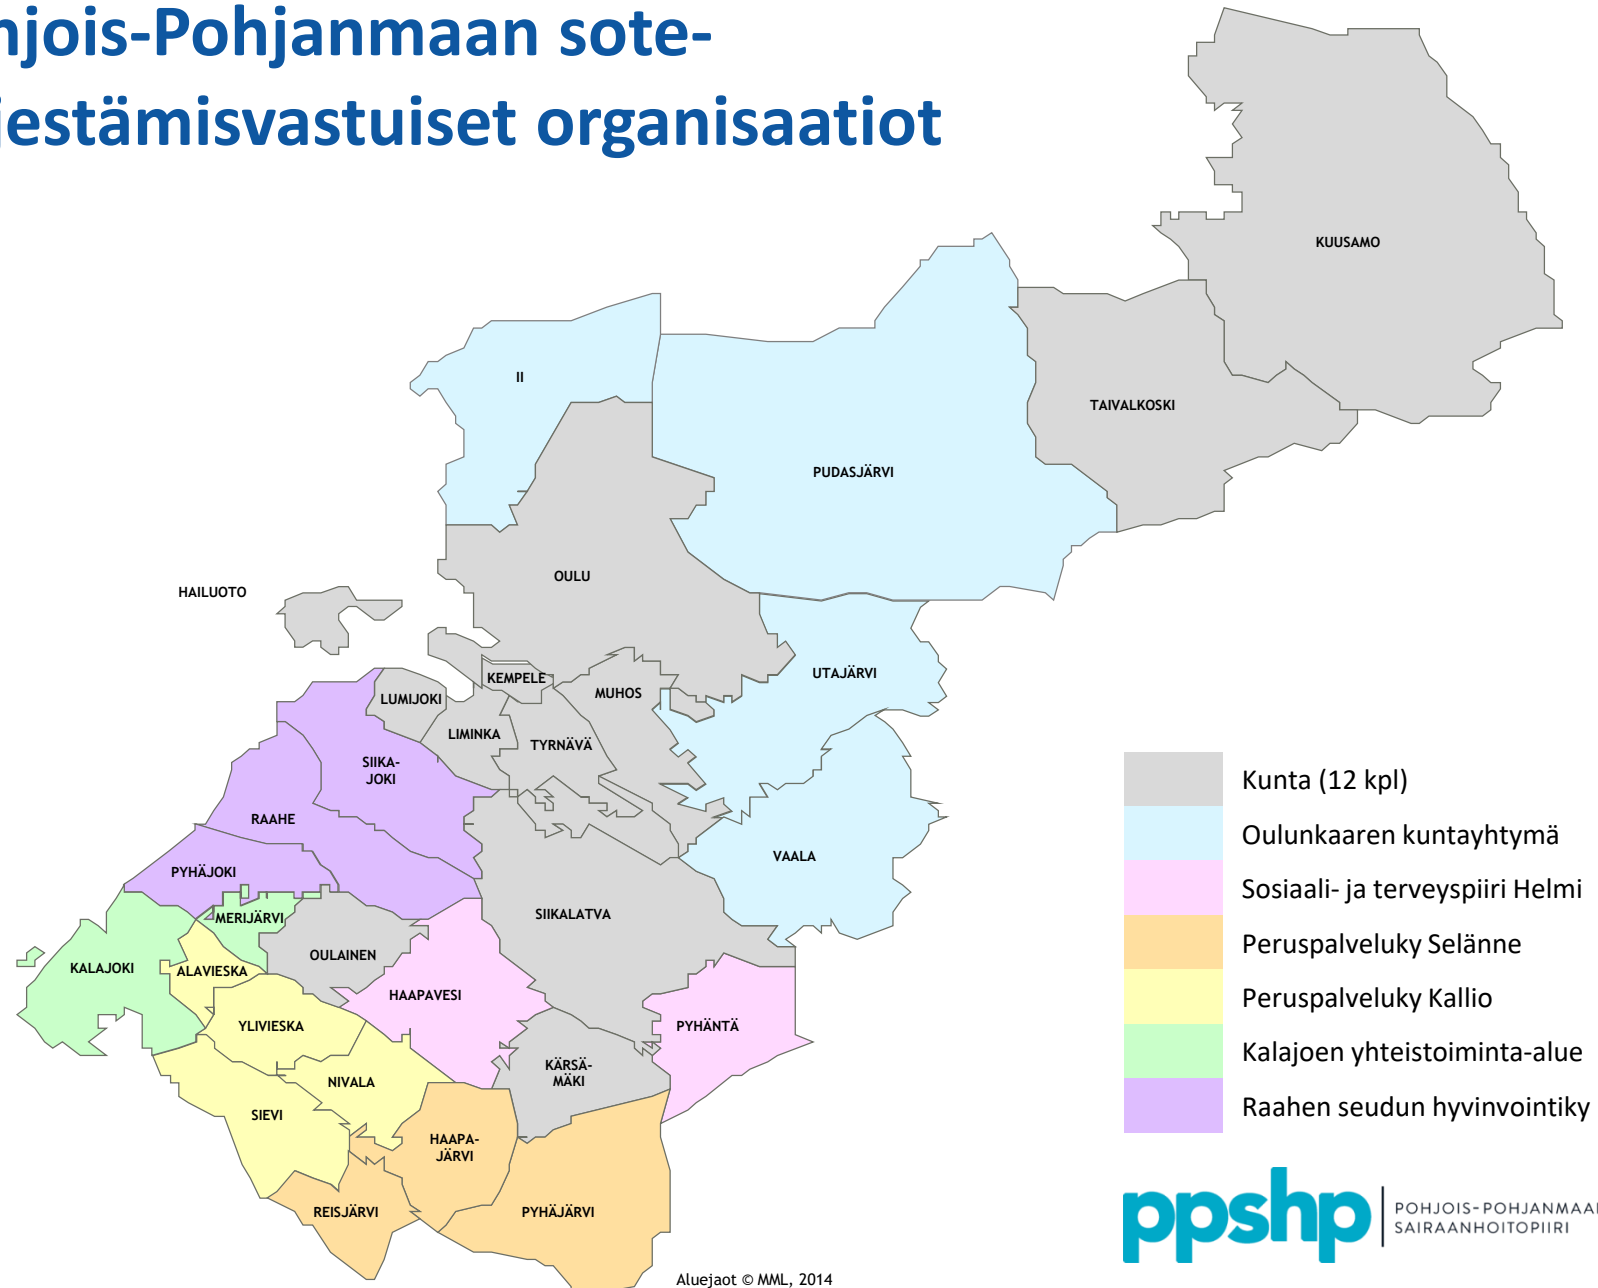 hjois-Pohjanmaan sote-
jestämisvastuiset organisaatiot
KUUSAMO
II
TAIVALKOSKI
PUDASJÄRVI
OULU
HAILUOTO
UTAJÄRVI
KEMPELE
MUHOS
LUMIJOKI
LIMINKA
TYRNÄVÄ
SIIKA-
JOKI
RAAHE
VAALA
PYHÄJOKI
SIIKALATVA
MERIJÄRVI
OULAINEN
KALAJOKI
ALAVIESKA
HAAPAVESI
YLIVIESKA
PYHÄNTÄ
KÄRSÄ-
MÄKI
NIVALA
SIEVI
HAAPA-
JÄRVI
REISJÄRVI
PYHÄJÄRVI
Kunta (12 kpl)
Oulunkaaren kuntayhtymä
Sosiaali- ja terveyspiiri Helmi
Peruspalveluky Selänne
Peruspalveluky Kallio
Kalajoen yhteistoiminta-alue
Raahen seudun hyvinvointiky
ppshp
POHJOIS-POHJANMAAN
SAIRAANHOITOPIIRI
Aluejaot © MML, 2014